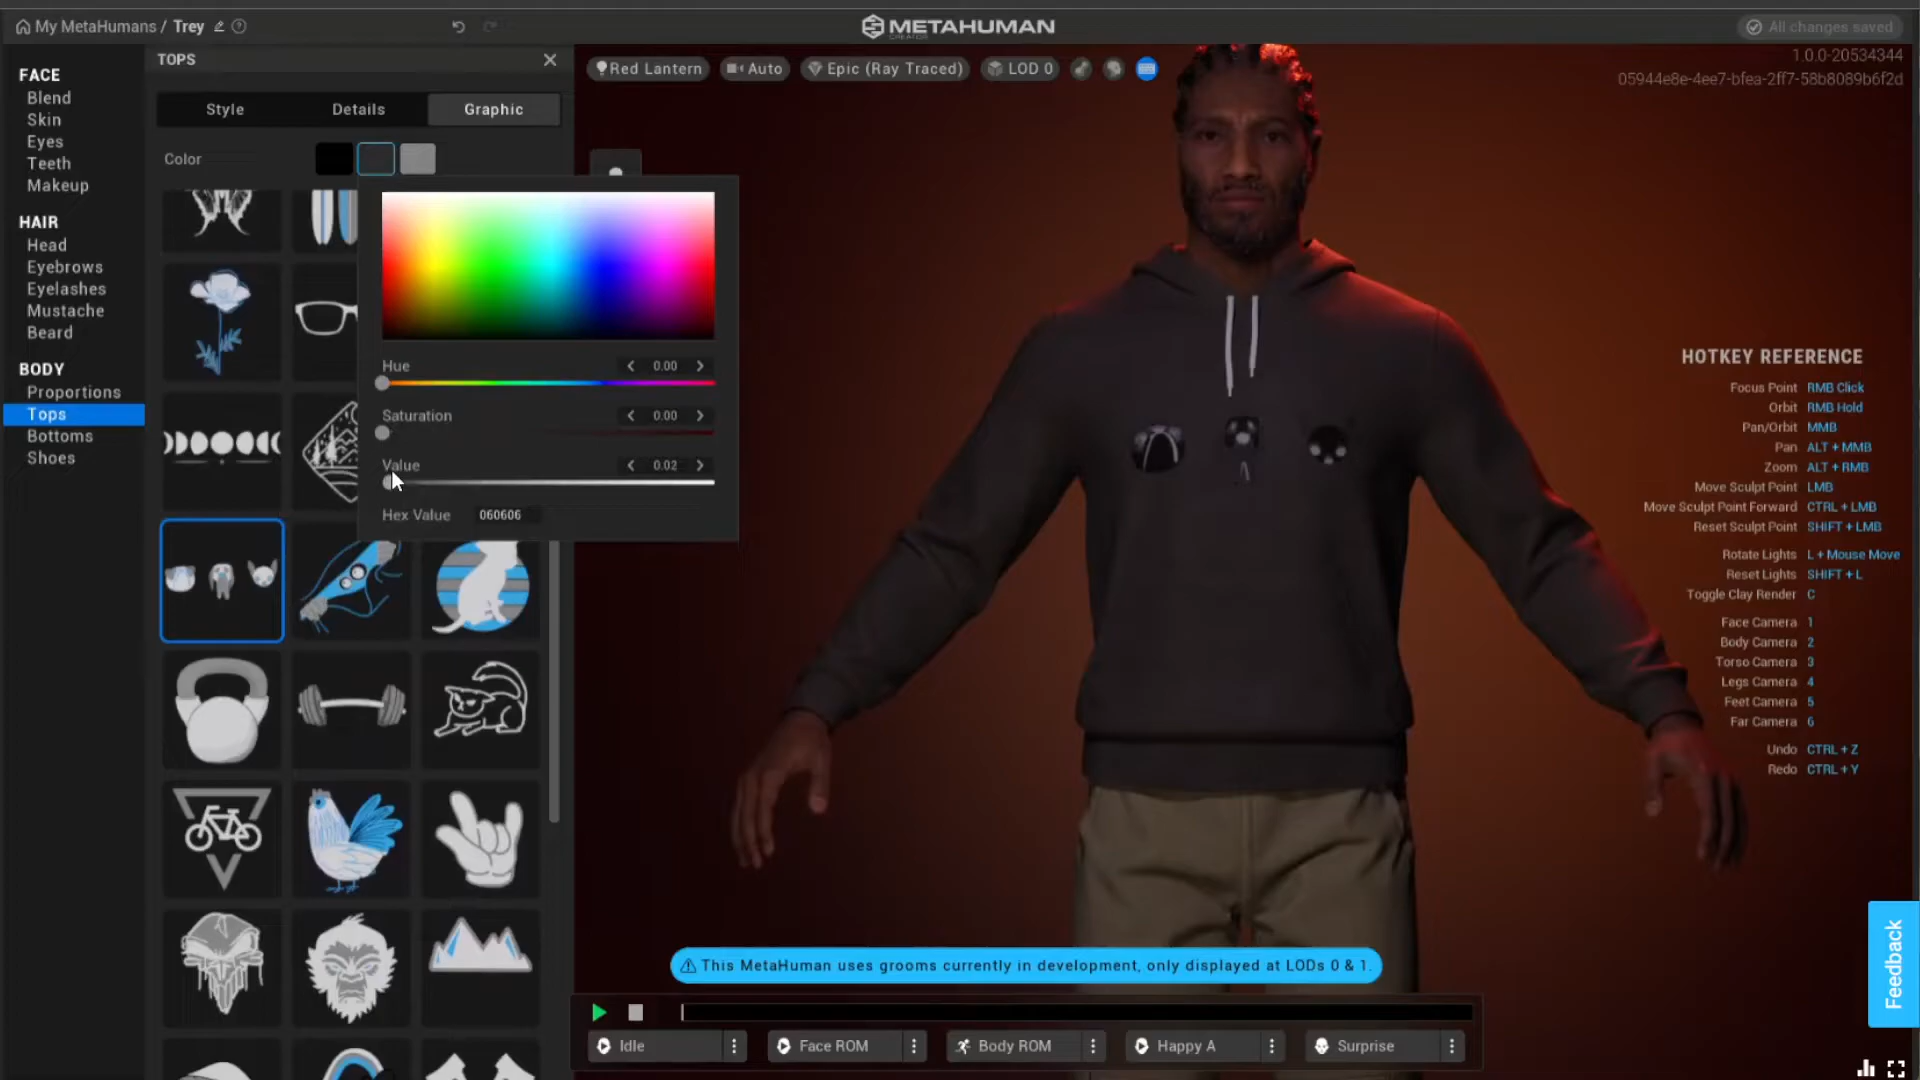 My MetaHumans / Trey
METAHUMAN
CREATOR
All changes saved
1.0.0-20534344
05944e8e-4ee7-bfea-2ff7-58b8089b6f2d
FACE
Blend
Skin
Eyes
Teeth
Makeup
HAIR
Head
Eyebrows
Eyelashes
Mustache
Beard
BODY
Proportions
Tops
Bottoms
Shoes
TOPS
Style Details Graphic
Color
Hue 0.00
Saturation 0.00
Value 0.02
Hex Value 060606
Red Lantern Auto Epic (Ray Traced) LOD 0
HOTKEY REFERENCE
Focus Point RMB Click
Orbit RMB Hold
Pan/Orbit MMB
Pan ALT + MMB
Zoom ALT + RMB
Move Sculpt Point LMB
Move Sculpt Point Forward CTRL + LMB
Reset Sculpt Point SHIFT + LMB
Rotate Lights L + Mouse Move
Reset Lights SHIFT + L
Toggle Clay Render C
Face Camera 1
Body Camera 2
Torso Camera 3
Legs Camera 4
Feet Camera 5
Far Camera 6
Undo CTRL + Z
Redo CTRL + Y
This MetaHuman uses grooms currently in development, only displayed at LODs 0 & 1.
Idle Face ROM Body ROM Happy A Surprise
Feedback